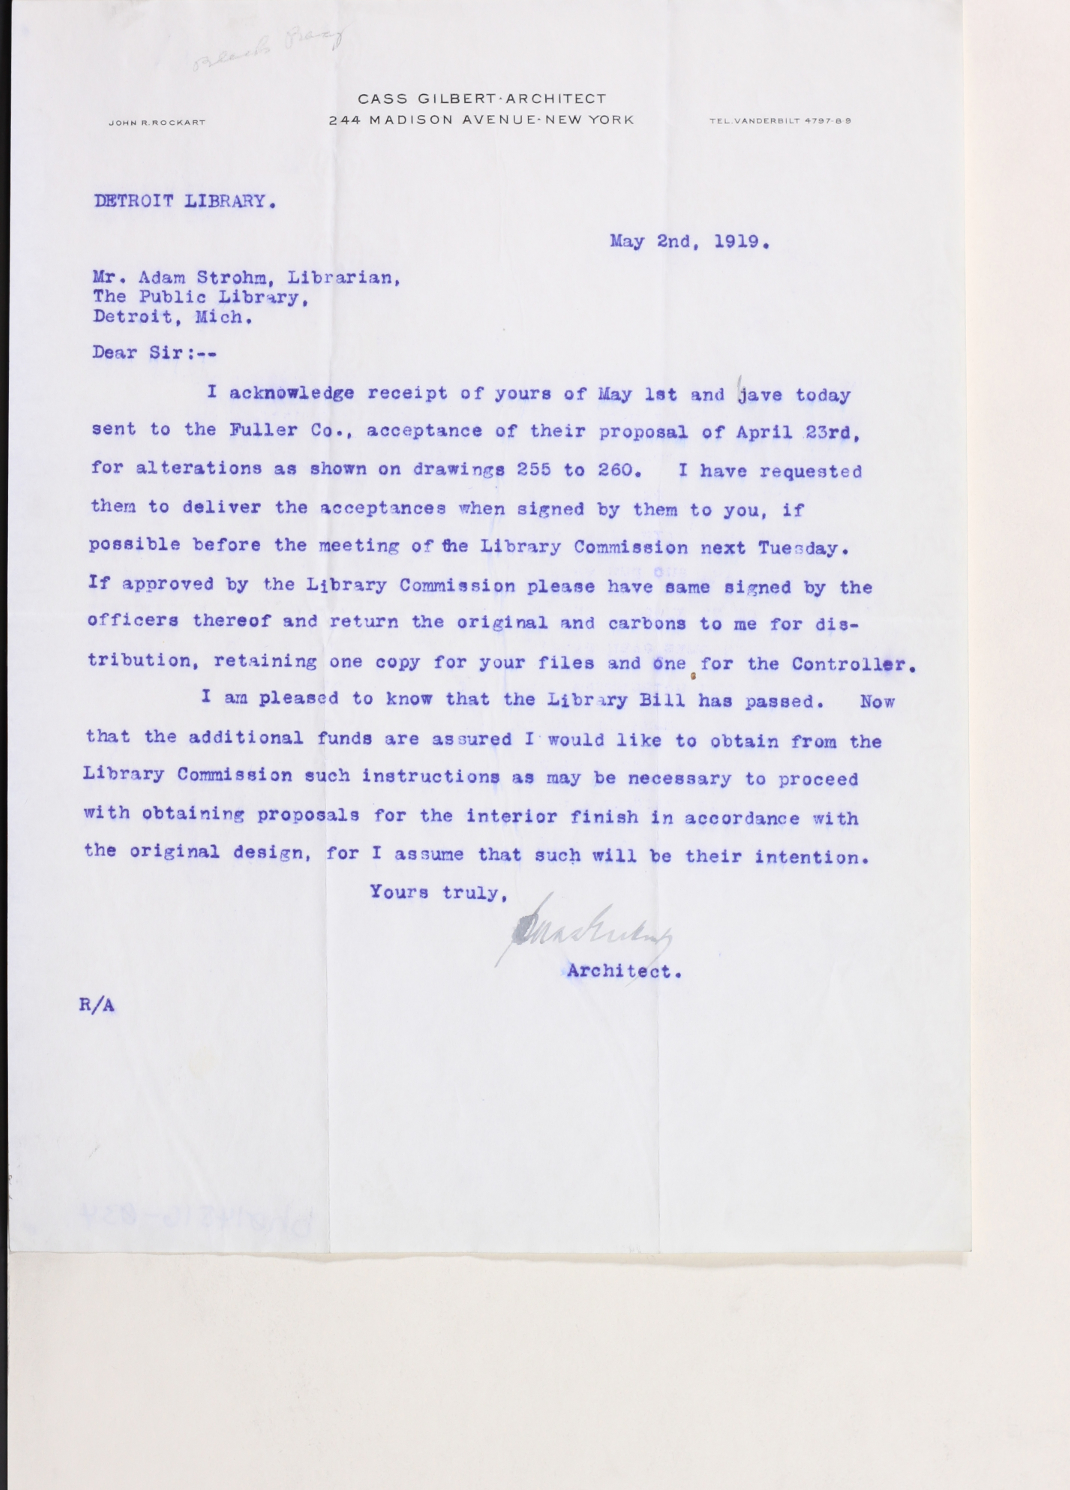 CASS GILBERT-ARCHITECT
JOHN R. ROCKART 244 MADISON AVENUE-NEW YORK TEL. VANDERBILT 4797-8-9
DETROIT LIBRARY.
May 2nd, 1919.
Mr. Adam Strohm, Librarian,
The Public Library,
Detroit, Mich.
Dear Sir:--
I acknowledge receipt of yours of May 1st and jave today
sent to the Fuller Co., acceptance of their proposal of April 23rd,
for alterations as shown on drawings 255 to 260. I have requested
them to deliver the acceptances when signed by them to you, if
possible before the meeting of the Library Commission next Tuesday.
If approved by the Library Commission please have same signed by the
officers thereof and return the original and carbons to me for dis-
tribution, retaining one copy for your files and one for the Controller.
I am pleased to know that the Library Bill has passed. Now
that the additional funds are assured I would like to obtain from the
Library Commission such instructions as may be necessary to proceed
with obtaining proposals for the interior finish in accordance with
the original design, for I assume that such will be their intention.
Yours truly,
Cass Gilbert
Architect.
R/A